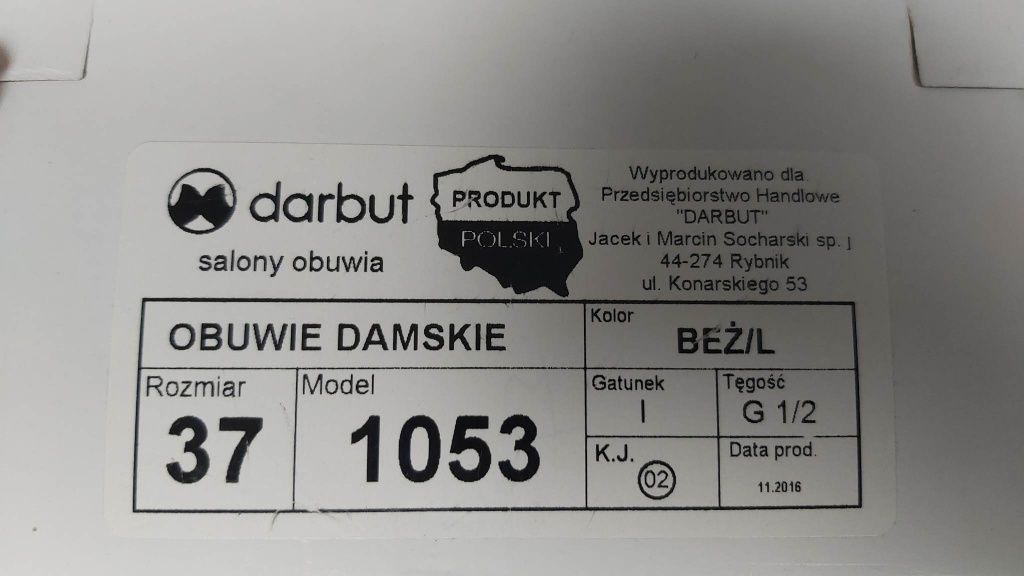 darbut
salony obuwia
PRODUKT
POLSKI
Wyprodukowano dla
Przedsiębiorstwo Handlowe
"DARBUT"
Jacek i Marcin Socharski sp. j
44-274 Rybnik
ul. Konarskiego 53
OBUWIE DAMSKIE
Kolor
BEŻ/L
Rozmiar
37
Model
1053
Gatunek
I
Tęgość
G 1/2
K.J.
02
Data prod.
11.2016